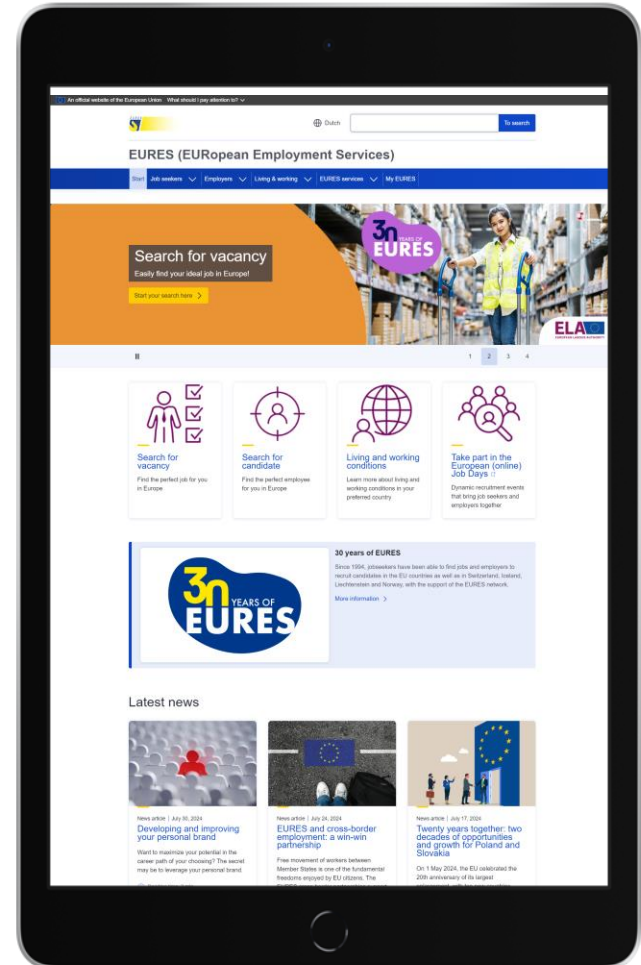 An official website of the European Union What should I pay attention to?
Dutch
To search
EURES (EURopean Employment Services)
Start Job seekers Employers Living & working EURES services My EURES
Search for vacancy
Easily find your ideal job in Europe!
Start your search here
30 YEARS OF
EURES
ELA
EUROPEAN LABOUR AUTHORITY
1 2 3 4
Search for
vacancy
Find the perfect job for you
in Europe
Search for
candidate
Find the perfect employee
for you in Europe
Living and working
conditions
Learn more about living and
working conditions in your
preferred country
Take part in the
European (online)
Job Days
Dynamic recruitment events
that bring job seekers and
employers together
30 YEARS OF
EURES
30 years of EURES
Since 1994, jobseekers have been able to find jobs and employers to
recruit candidates in the EU countries as well as in Switzerland, Iceland,
Liechtenstein and Norway, with the support of the EURES network.
More information
Latest news
News article | July 30, 2024
Developing and improving
your personal brand
Want to maximize your potential in the
career path of your choosing? The secret
may be to leverage your personal brand
News article | July 24, 2024
EURES and cross-border
employment: a win-win
partnership
Free movement of workers between
Member States is one of the fundamental
freedoms enjoyed by EU citizens. The
News article | July 17, 2024
Twenty years together: two
decades of opportunities
and growth for Poland and
Slovakia
On 1 May 2024, the EU celebrated the
20th anniversary of its largest